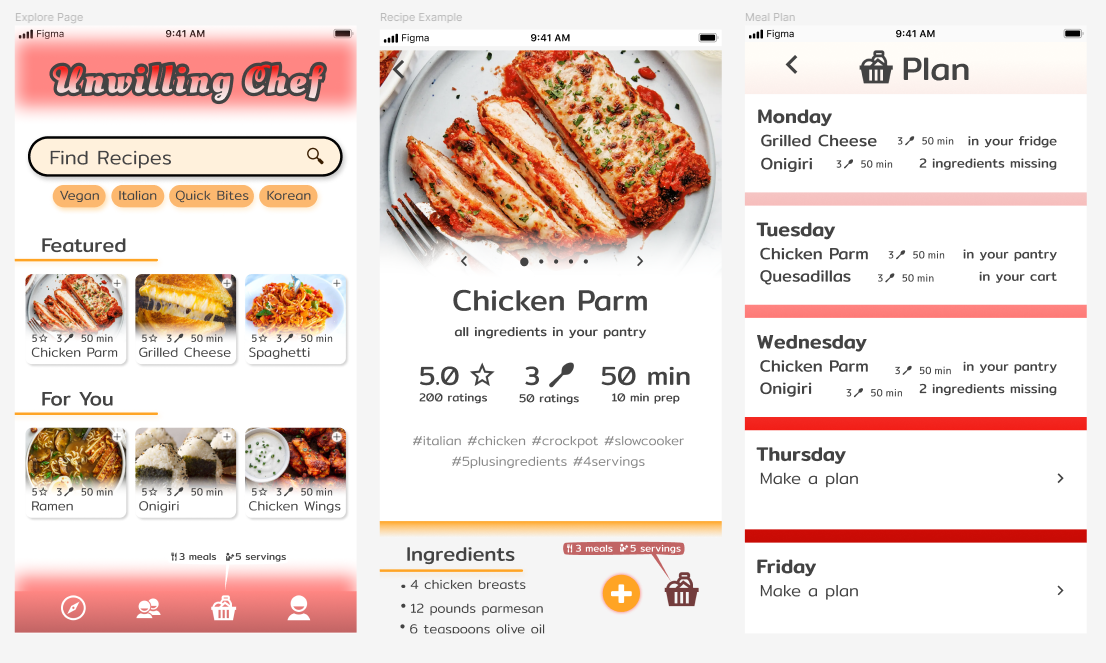 Explore Page
Figma 9:41 AM
Unwilling Chef
Find Recipes
Vegan Italian Quick Bites Korean
Featured
5 3 50 min
Chicken Parm
5 3 50 min
Grilled Cheese
5 3 50 min
Spaghetti
For You
5 3 50 min
Ramen
5 3 50 min
Onigiri
5 3 50 min
Chicken Wings
3 meals 5 servings
Recipe Example
Figma 9:41 AM
Chicken Parm
all ingredients in your pantry
5.0 3 50 min
200 ratings 50 ratings 10 min prep
#italian #chicken #crockpot #slowcooker
#5plusingredients #4servings
Ingredients
3 meals 5 servings
• 4 chicken breasts
• 12 pounds parmesan
• 6 teaspoons olive oil
Meal Plan
Figma 9:41 AM
Plan
Monday
Grilled Cheese 3 50 min in your fridge
Onigiri 3 50 min 2 ingredients missing
Tuesday
Chicken Parm 3 50 min in your pantry
Quesadillas 3 50 min in your cart
Wednesday
Chicken Parm 3 50 min in your pantry
Onigiri 3 50 min 2 ingredients missing
Thursday
Make a plan
Friday
Make a plan